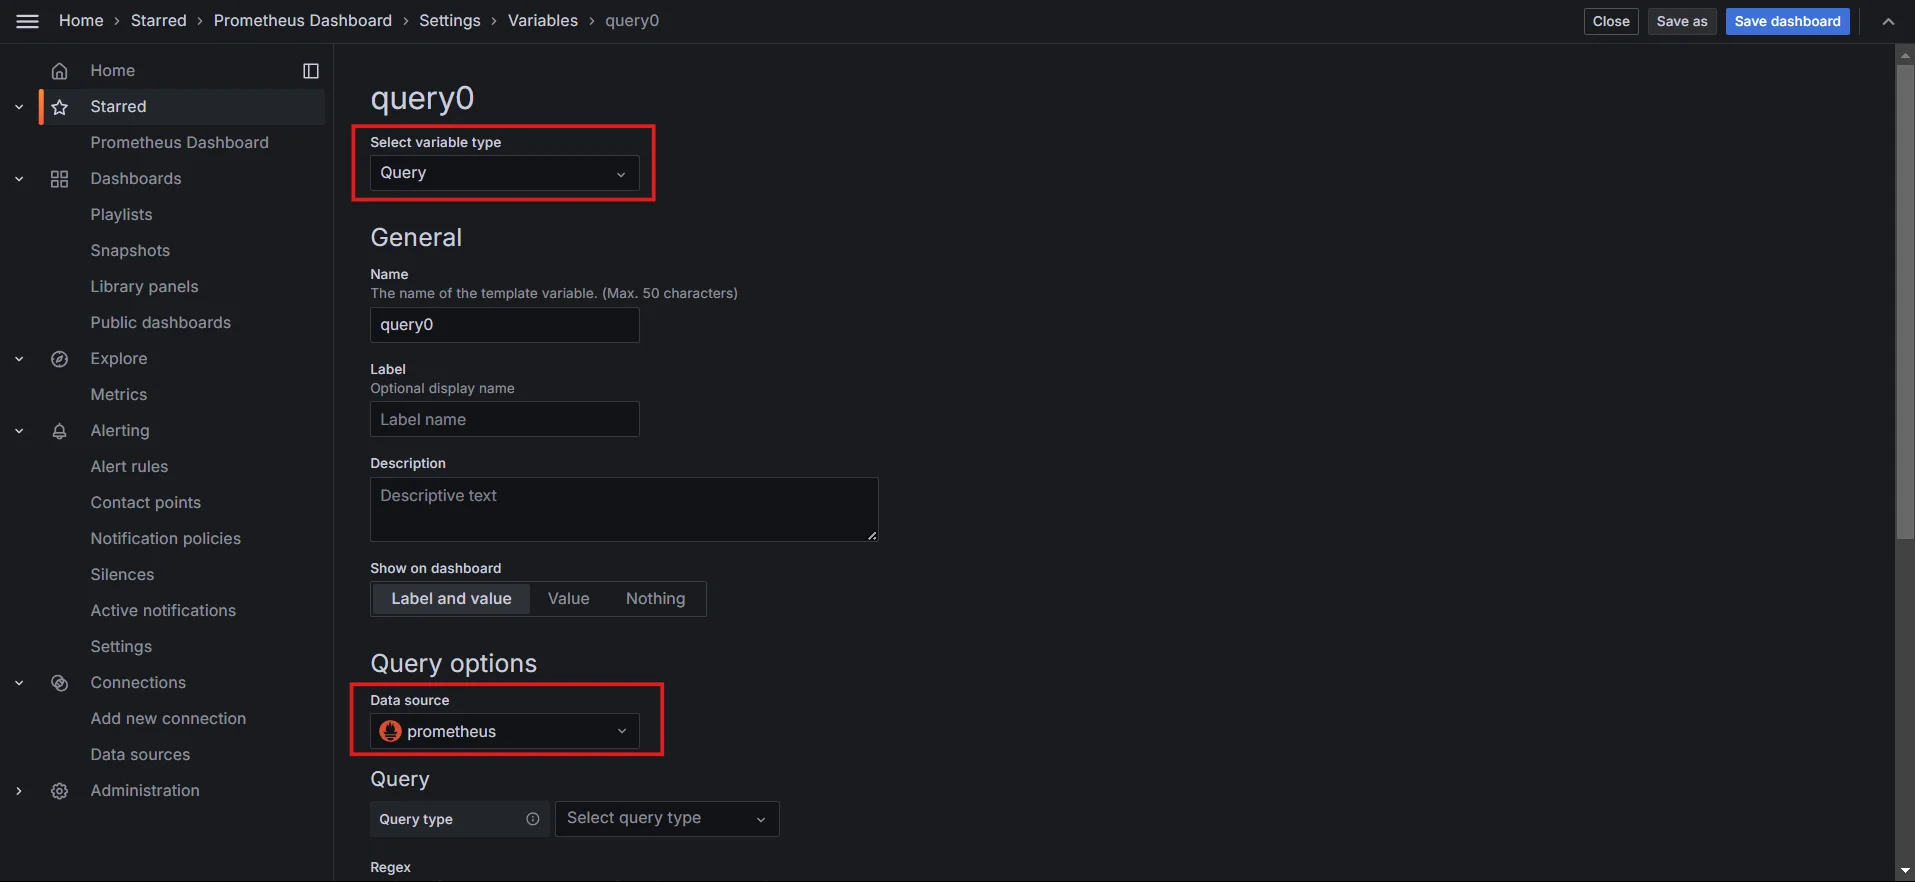 Home › Starred › Prometheus Dashboard › Settings › Variables › query0
Close
Save as
Save dashboard
Home
Starred
Prometheus Dashboard
Dashboards
Playlists
Snapshots
Library panels
Public dashboards
Explore
Metrics
Alerting
Alert rules
Contact points
Notification policies
Silences
Active notifications
Settings
Connections
Add new connection
Data sources
Administration
query0
Select variable type
Query
General
Name
The name of the template variable. (Max. 50 characters)
query0
Label
Optional display name
Label name
Description
Descriptive text
Show on dashboard
Label and value Value Nothing
Query options
Data source
prometheus
Query
Query type Select query type
Regex